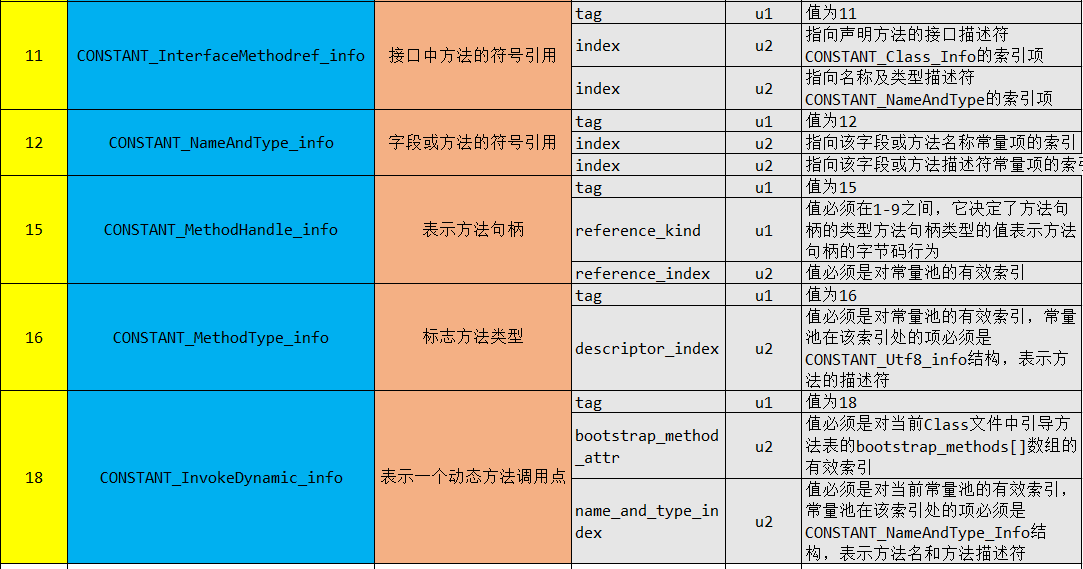 11
CONSTANT_InterfaceMethodref_info
接口中方法的符号引用
tag
u1
值为11
index
u2
指向声明方法的接口描述符
CONSTANT_Class_Info的索引项
index
u2
指向名称及类型描述符
CONSTANT_NameAndType的索引项
12
CONSTANT_NameAndType_info
字段或方法的符号引用
tag
u1
值为12
index
u2
指向该字段或方法名称常量项的索引
index
u2
指向该字段或方法描述符常量项的索引
15
CONSTANT_MethodHandle_info
表示方法句柄
tag
u1
值为15
reference_kind
u1
值必须在1-9之间，它决定了方法句
柄的类型方法句柄类型的值表示方法
句柄的字节码行为
reference_index
u2
值必须是对常量池的有效索引
16
CONSTANT_MethodType_info
标志方法类型
tag
u1
值为16
descriptor_index
u2
值必须是对常量池的有效索引，常量
池在该索引处的项必须是
CONSTANT_Utf8_info结构，表示方
法的描述符
18
CONSTANT_InvokeDynamic_info
表示一个动态方法调用点
tag
u1
值为18
bootstrap_method
_attr
u2
值必须是对当前Class文件中引导方
法表的bootstrap_methods[]数组的
有效索引
name_and_type_in
dex
u2
值必须是对当前常量池的有效索引，
常量池在该索引处的项必须是
CONSTANT_NameAndType_Info结
构，表示方法名和方法描述符